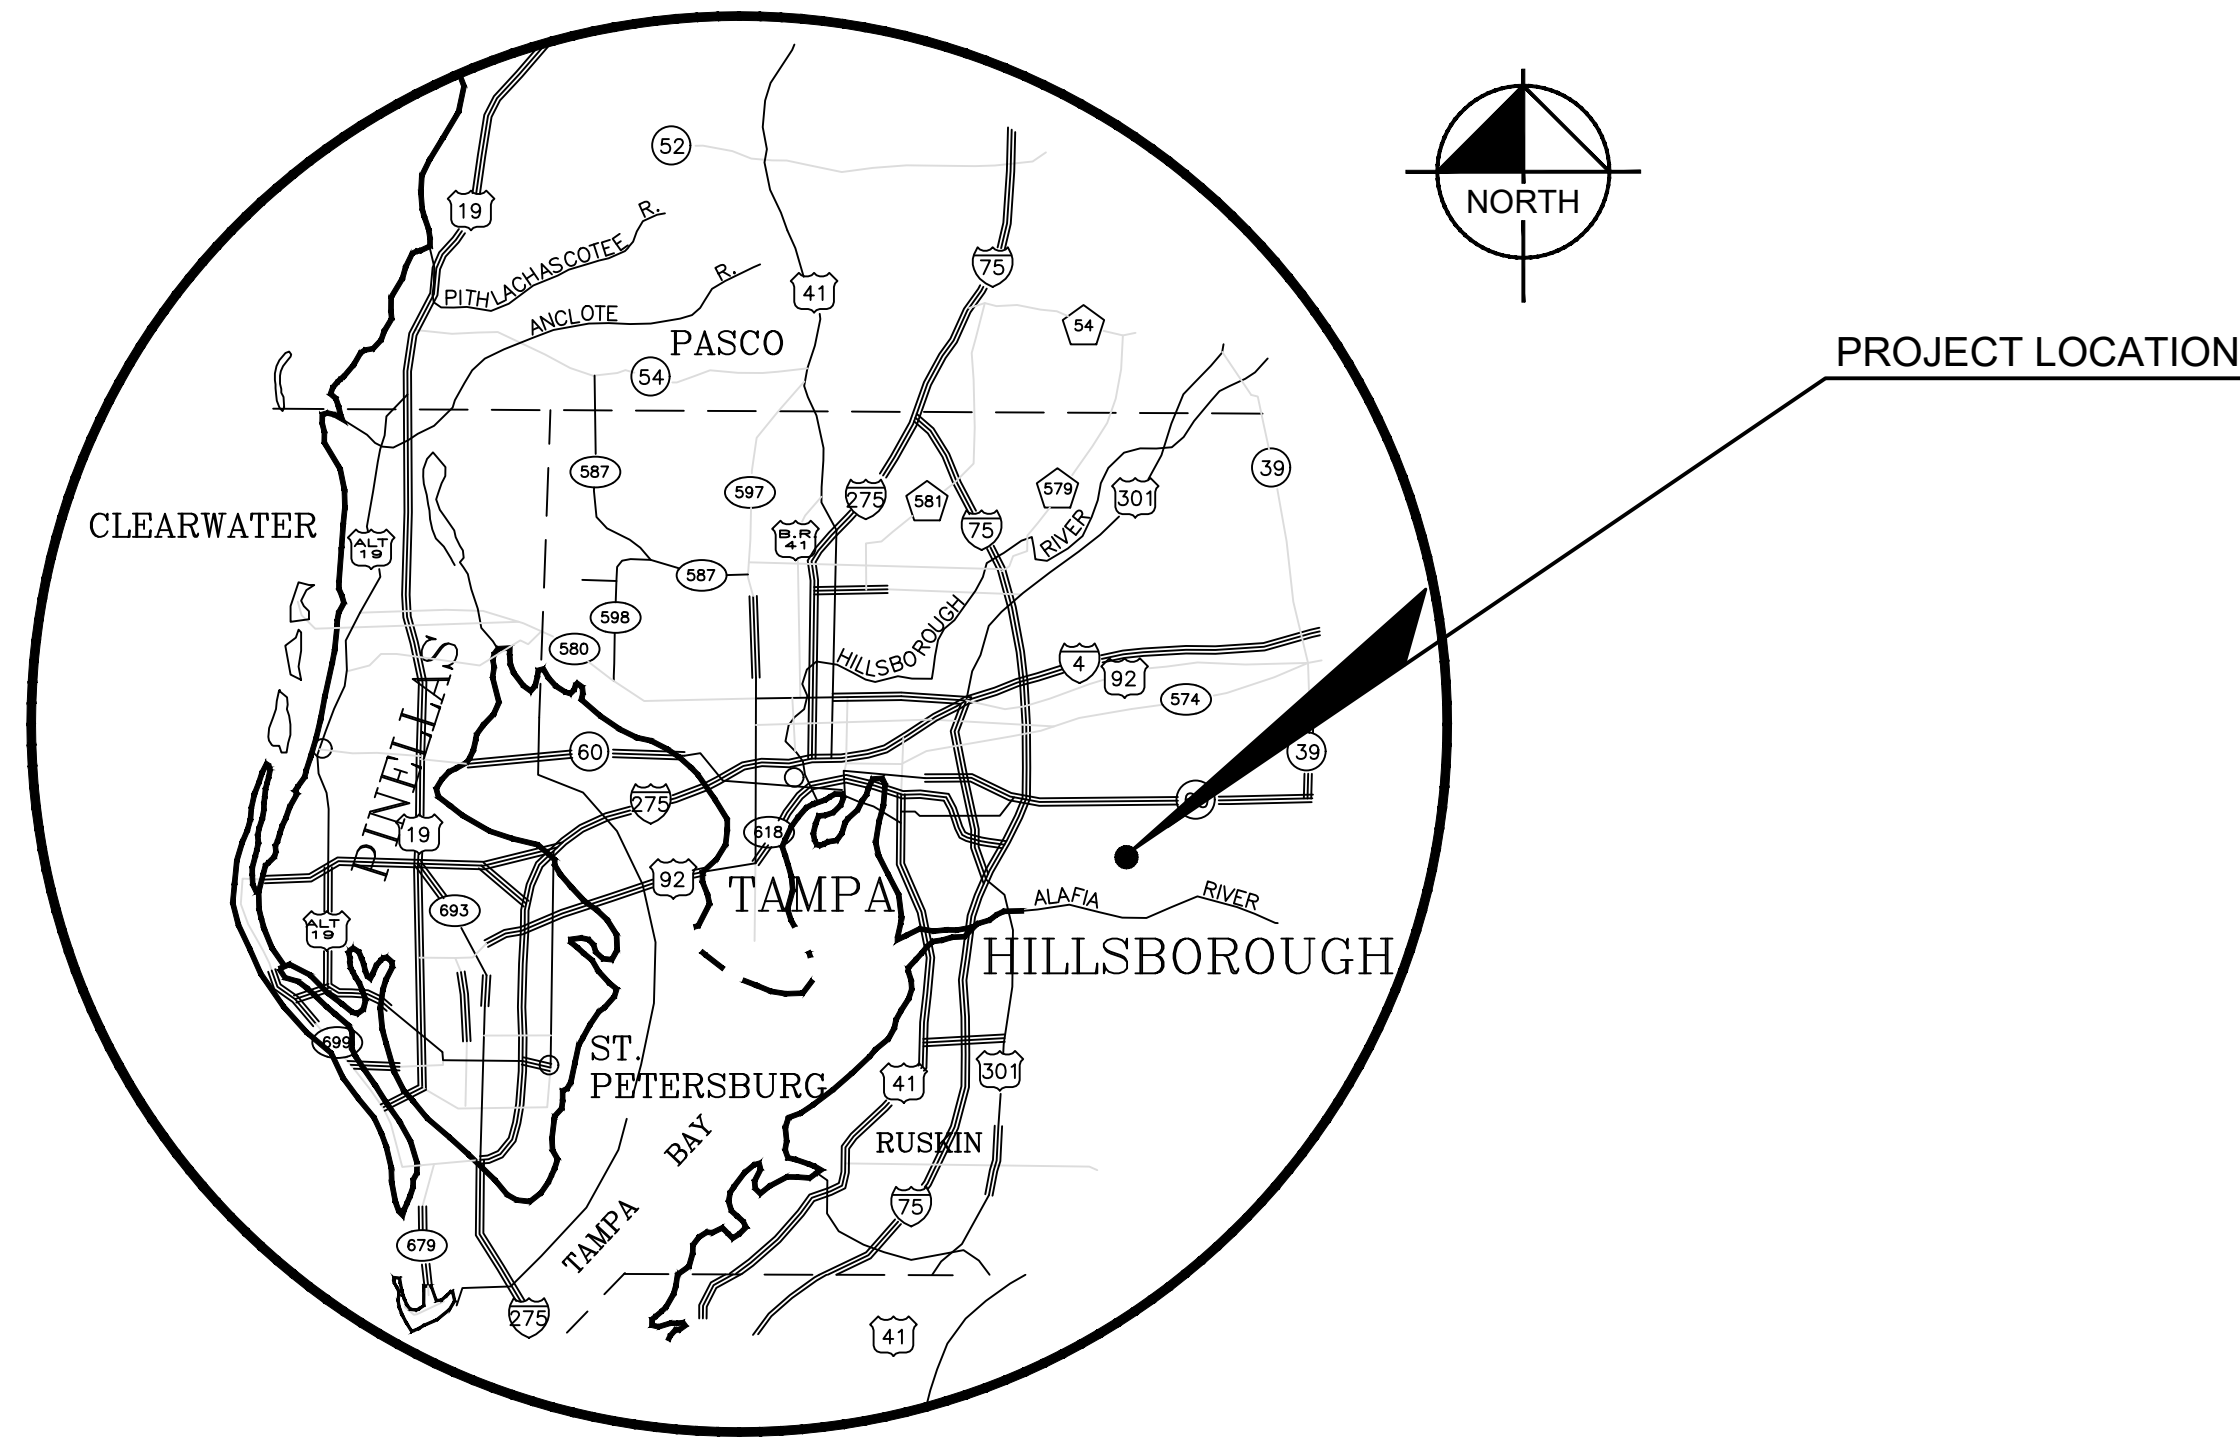 52
19
NORTH
PITHLACHASCOTEE R.
75
ANCLOTE R.
41
54
PASCO
PROJECT LOCATION
54
587
39
597
275
581
579
301
CLEARWATER
75
B.R.
41
ALT
19
RIVER
587
598
HILLSBOROUGH
580
4
92
574
PINELLAS
60
39
275
19
618
92
TAMPA
ALAFIA RIVER
693
ALT
19
HILLSBOROUGH
699
ST.
PETERSBURG
41
301
RUSKIN
TAMPA BAY
75
679
275
41